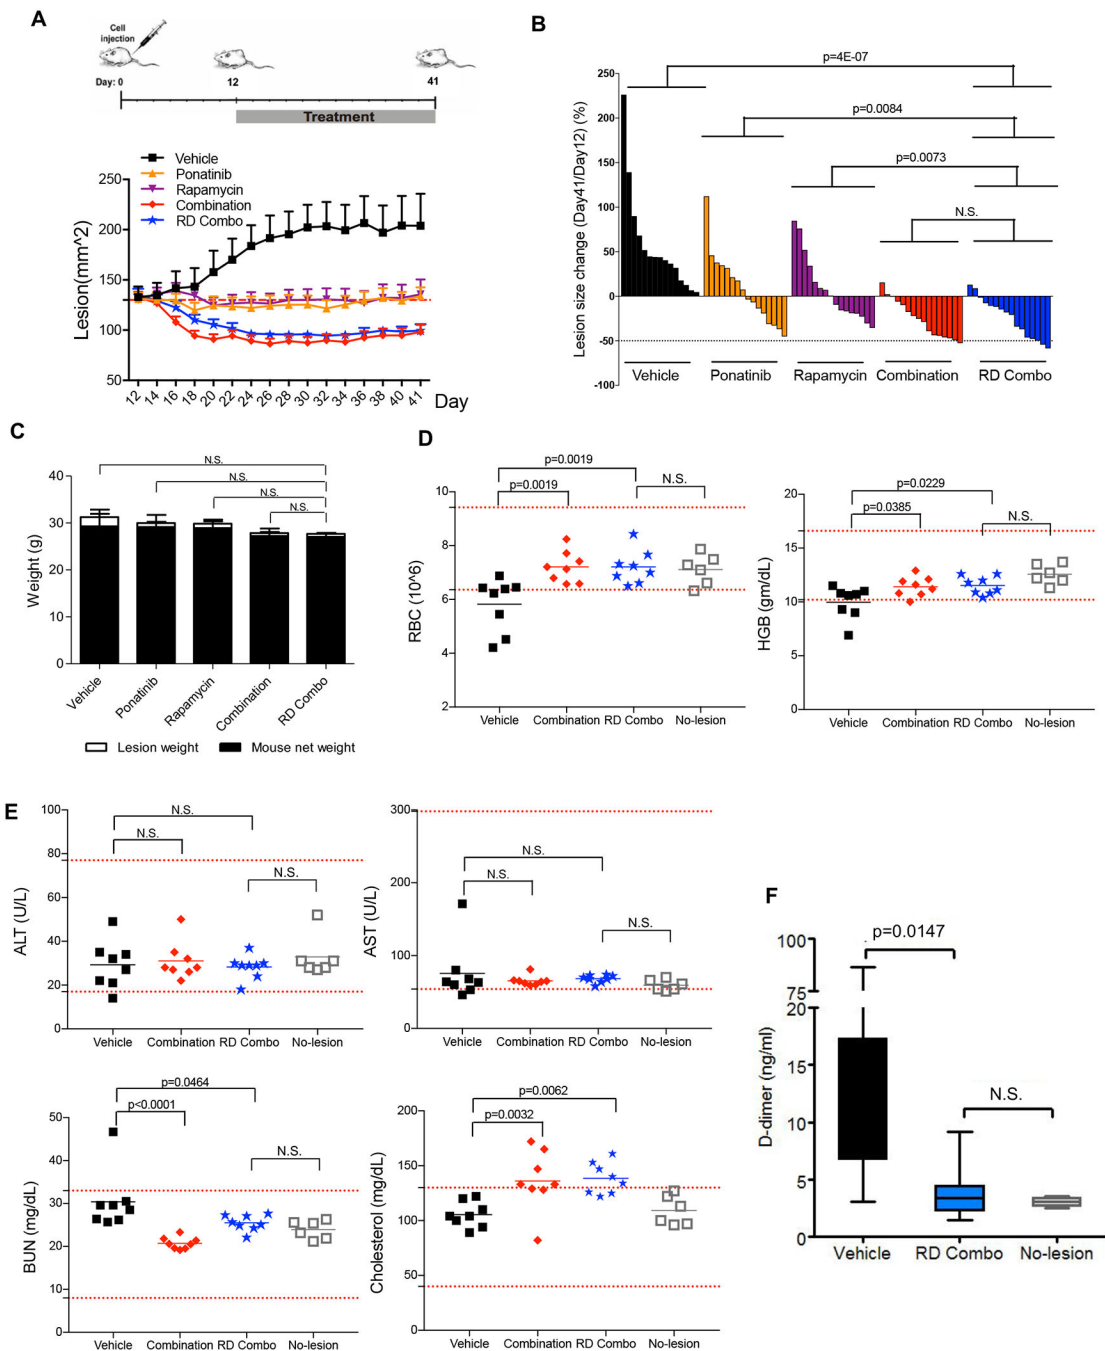 A
Cell
injection
Day: 0
12
41
Treatment
Vehicle
Ponatinib
Rapamycin
Combination
RD Combo
Lesion(mm^2)
250
200
150
100
50
12 14 16 18 20 22 24 26 28 30 32 34 36 38 40 41
Day
B
Lesion size change (Day41/Day12) (%)
250
200
150
100
50
0
-50
-100
p=4E-07
p=0.0084
p=0.0073
N.S.
Vehicle Ponatinib Rapamycin Combination RD Combo
C
Weight (g)
40
30
20
10
0
N.S.
N.S.
N.S.
N.S.
Vehicle Ponatinib Rapamycin Combination RD Combo
Lesion weight Mouse net weight
D
RBC (10^6)
10
8
6
4
2
p=0.0019
p=0.0019
N.S.
Vehicle Combination RD Combo No-lesion
HGB (gm/dL)
20
15
10
5
0
p=0.0229
p=0.0385
N.S.
Vehicle Combination RD Combo No-lesion
E
ALT (U/L)
100
80
60
40
20
0
N.S.
N.S.
N.S.
Vehicle Combination RD Combo No-lesion
AST (U/L)
300
200
100
0
N.S.
N.S.
N.S.
Vehicle Combination RD Combo No-lesion
BUN (mg/dL)
50
40
30
20
10
0
p=0.0464
p<0.0001
N.S.
Vehicle Combination RD Combo No-lesion
Cholesterol (mg/dL)
200
150
100
50
0
p=0.0062
p=0.0032
N.S.
Vehicle Combination RD Combo No-lesion
F
D-dimer (ng/ml)
100
75
20
15
10
5
0
p=0.0147
N.S.
Vehicle RD Combo No-lesion